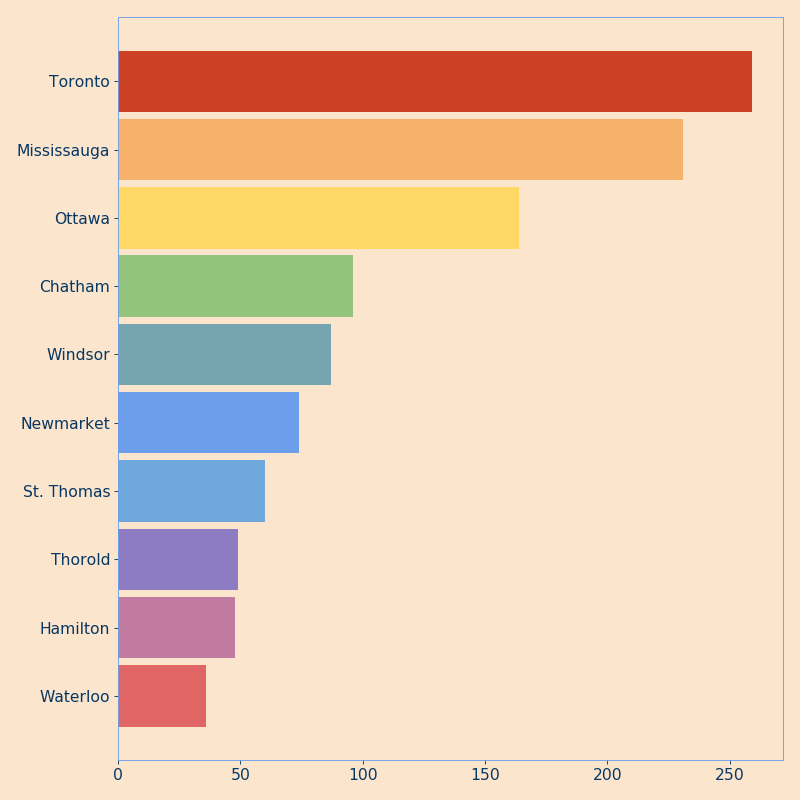 Toronto
Mississauga
Ottawa
Chatham
Windsor
Newmarket
St. Thomas
Thorold
Hamilton
Waterloo
0 50 100 150 200 250